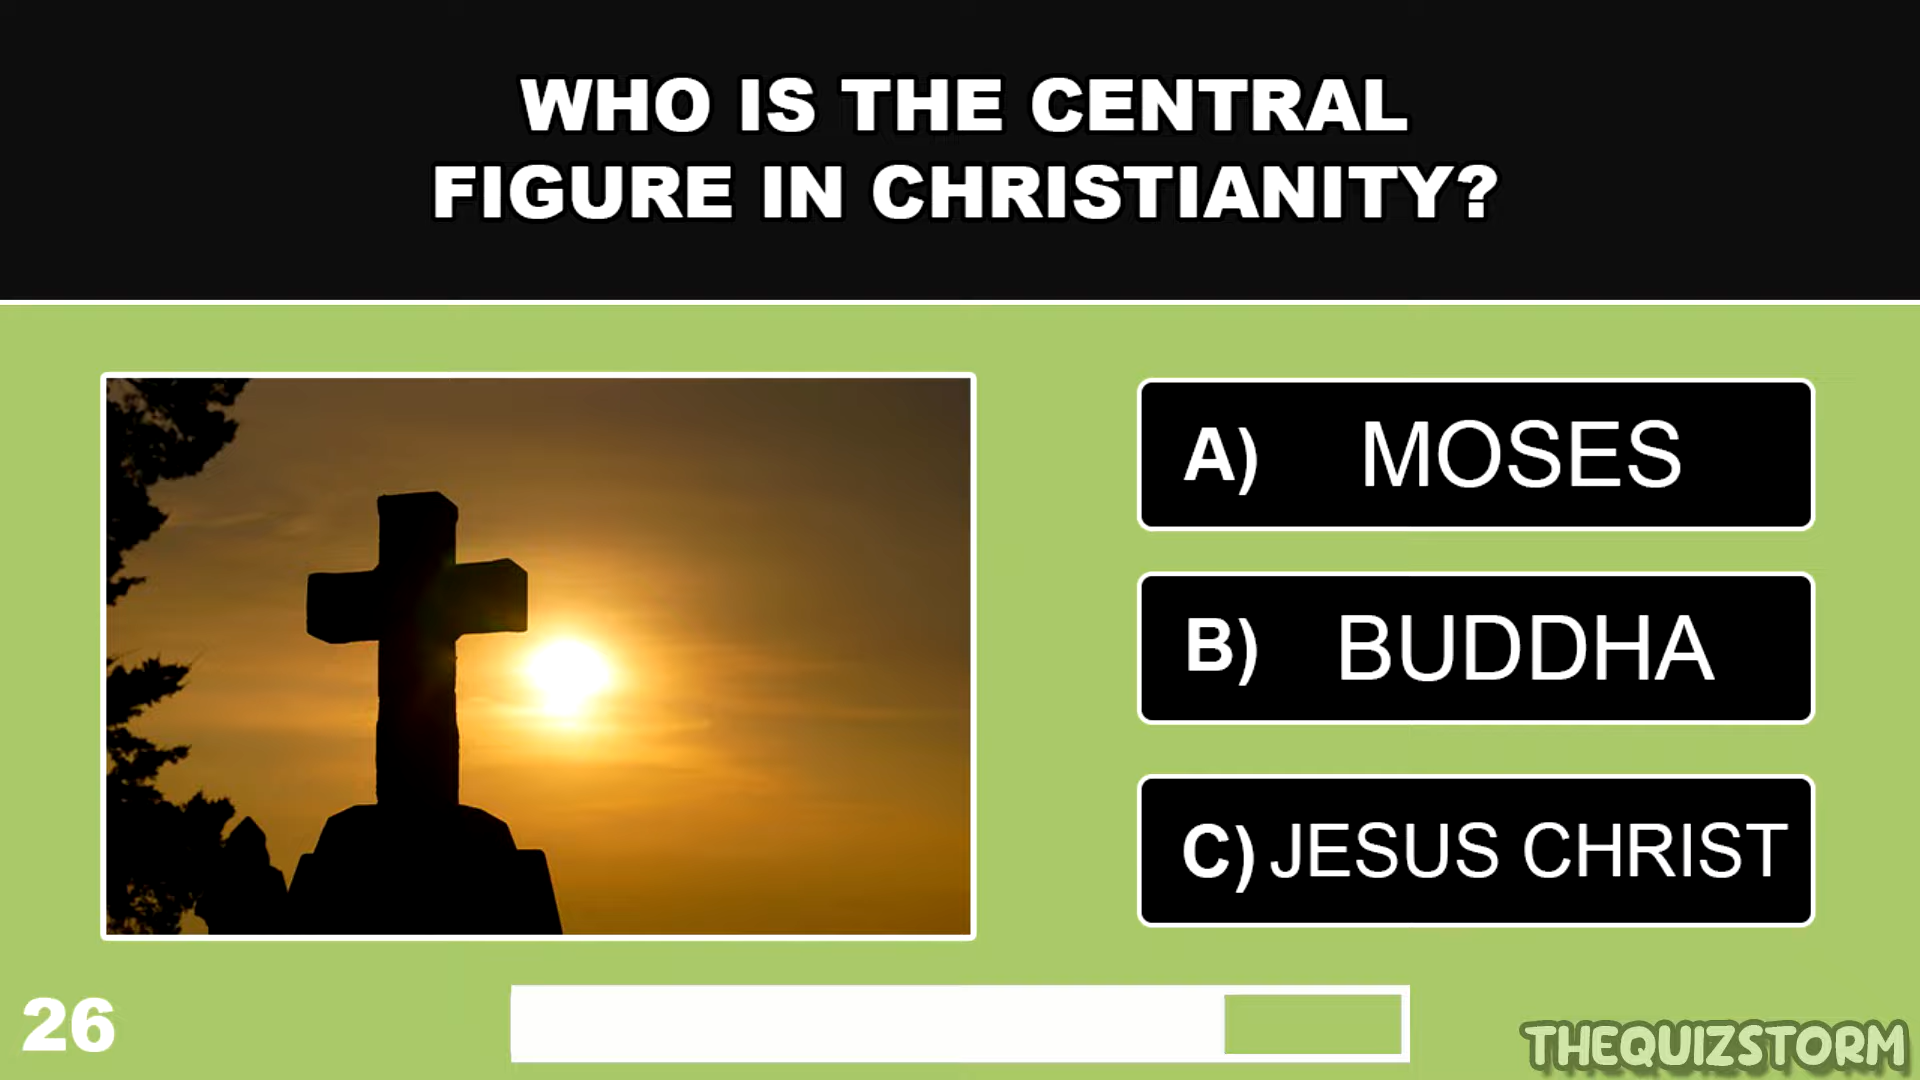 WHO IS THE CENTRAL
FIGURE IN CHRISTIANITY?
A) MOSES
B) BUDDHA
C) JESUS CHRIST
26
THEQUIZSTORM